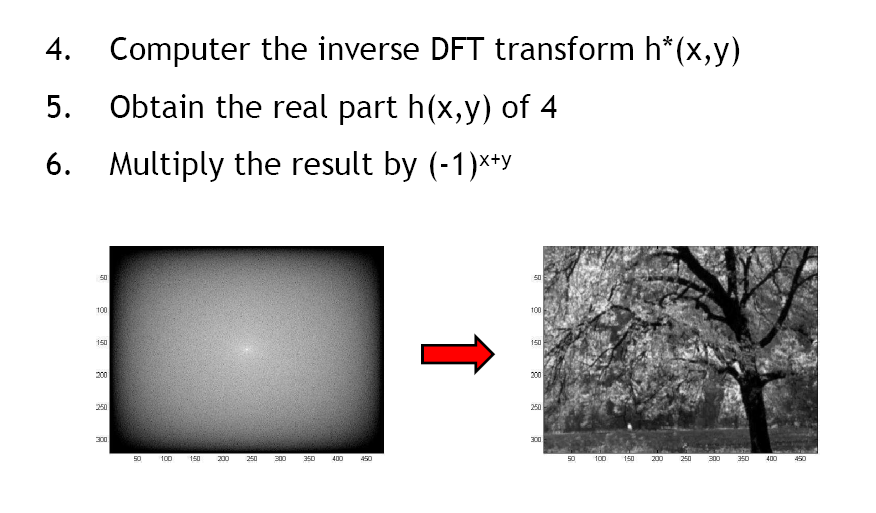 4. Computer the inverse DFT transform h*(x,y)
5. Obtain the real part h(x,y) of 4
6. Multiply the result by (-1)x+y
50
100
150
200
250
300
50 100 150 200 250 300 350 400 450
50
100
150
200
250
300
50 100 150 200 250 300 350 400 450